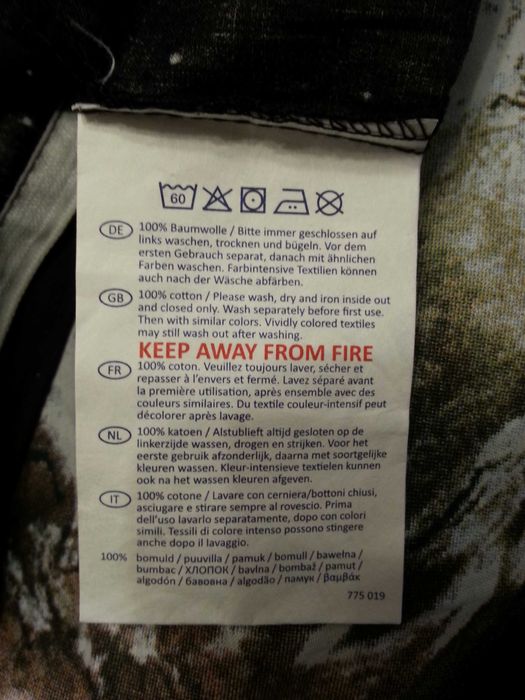 60
DE 100% Baumwolle / Bitte immer geschlossen auf
links waschen, trocknen und bügeln. Vor dem
ersten Gebrauch separat, danach mit ähnlichen
Farben waschen. Farbintensive Textilien können
auch nach der Wäsche abfärben.
GB 100% cotton / Please wash, dry and iron inside out
and closed only. Wash separately before first use.
Then with similar colors. Vividly colored textiles
may still wash out after washing.
KEEP AWAY FROM FIRE
FR 100% coton. Veuillez toujours laver, sécher et
repasser à l'envers et fermé. Lavez séparé avant
la première utilisation, après ensemble avec des
couleurs similaires. Du textile couleur-intensif peut
décolorer après lavage.
NL 100% katoen / Alstublieft altijd gesloten op de
linkerzijde wassen, drogen en strijken. Voor het
eerste gebruik afzonderlijk, daarna met soortgelijke
kleuren wassen. Kleur-intensieve textielen kunnen
ook na het wassen kleuren afgeven.
IT 100% cotone / Lavare con cerniera/bottoni chiusi,
asciugare e stirare sempre al rovescio. Prima
dell'uso lavarlo separatamente, dopo con colori
simili. Tessili di colore intenso possono stingere
anche dopo il lavaggio.
100% bomuld / puuvilla / pamuk / bomull / bawełna /
bumbac / ХЛОПОК / bavlna / bombaž / pamut /
algodón / бавовна / algodão / памук / βαμβάκ
775 019